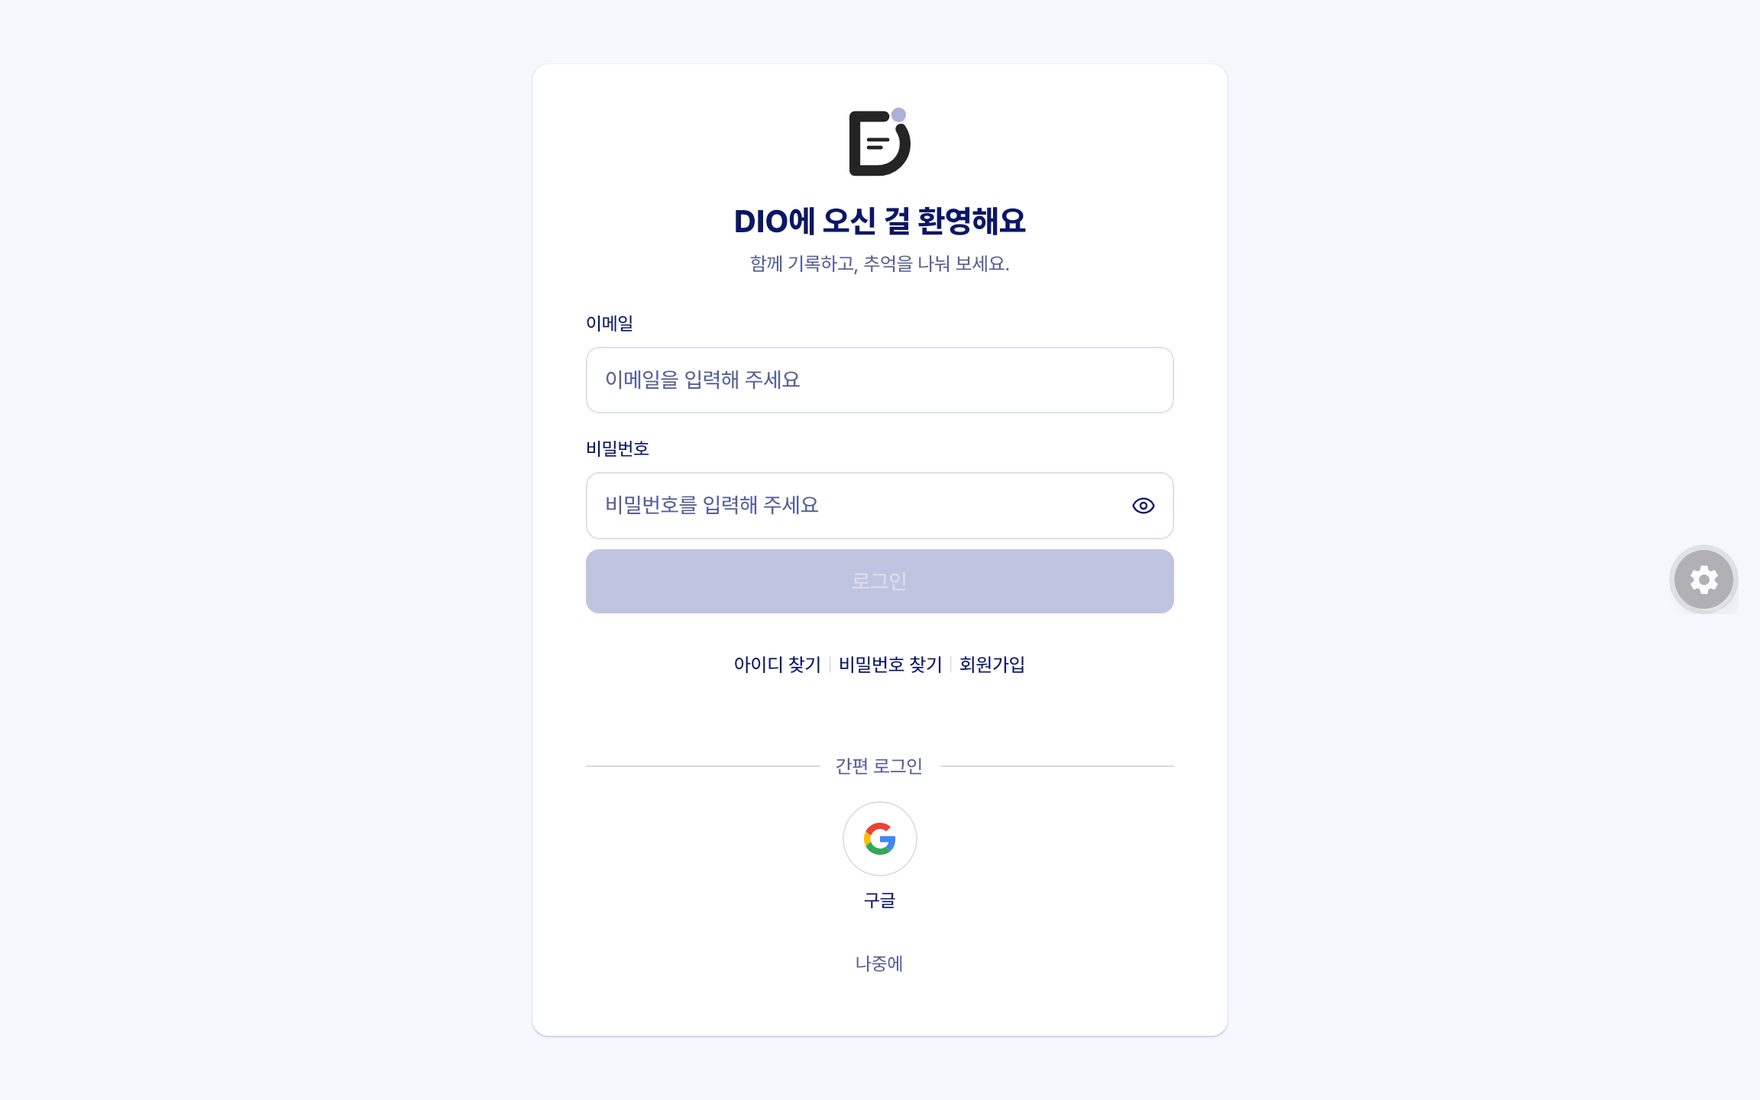 DIO에 오신 걸 환영해요
함께 기록하고, 추억을 나눠 보세요.
이메일
이메일을 입력해 주세요
비밀번호
비밀번호를 입력해 주세요
로그인
아이디 찾기 | 비밀번호 찾기 | 회원가입
간편 로그인
구글
나중에